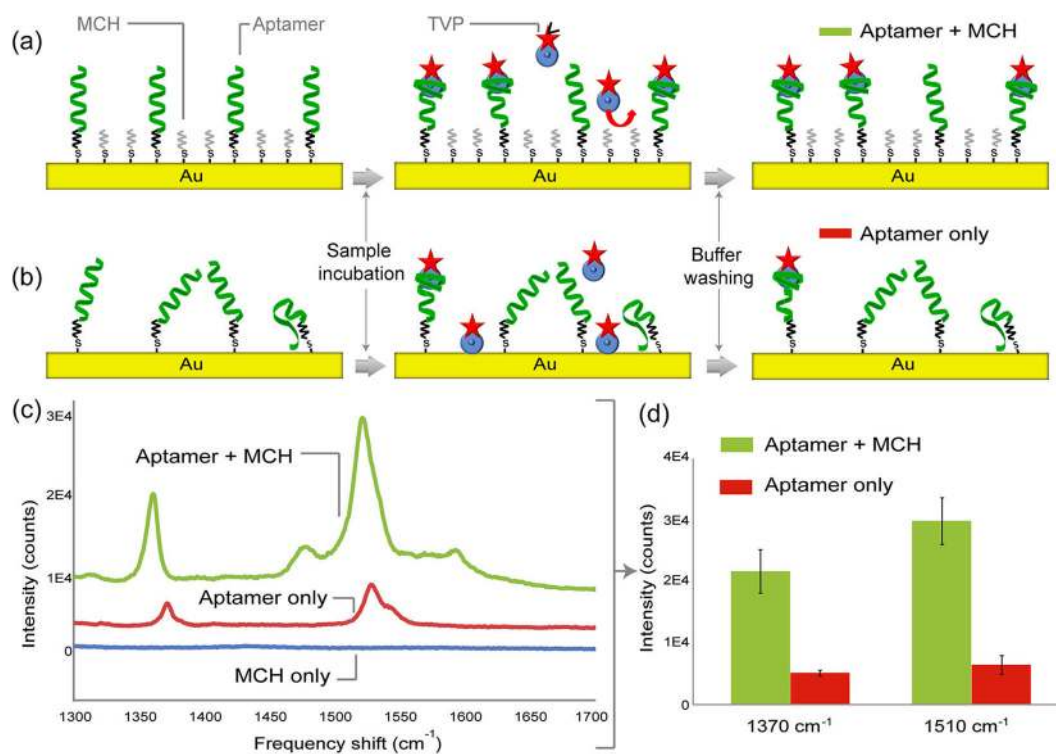 MCH
Aptamer
TVP
(a)
Aptamer + MCH
S S S S S S S S S S
Au
S S S S S S S S S S
Au
S S S S S S S S S S
Au
Aptamer only
(b)
Sample
incubation
Buffer
washing
S S S S
Au
S S S S
Au
S S S S
Au
(c)
3E4
2E4
1E4
0
Intensity (counts)
Aptamer + MCH
Aptamer only
MCH only
1300 1350 1400 1450 1500 1550 1600 1650 1700
Frequency shift (cm⁻¹)
(d)
Aptamer + MCH
Aptamer only
4E4
3E4
2E4
1E4
0E4
Intensity (counts)
1370 cm⁻¹ 1510 cm⁻¹